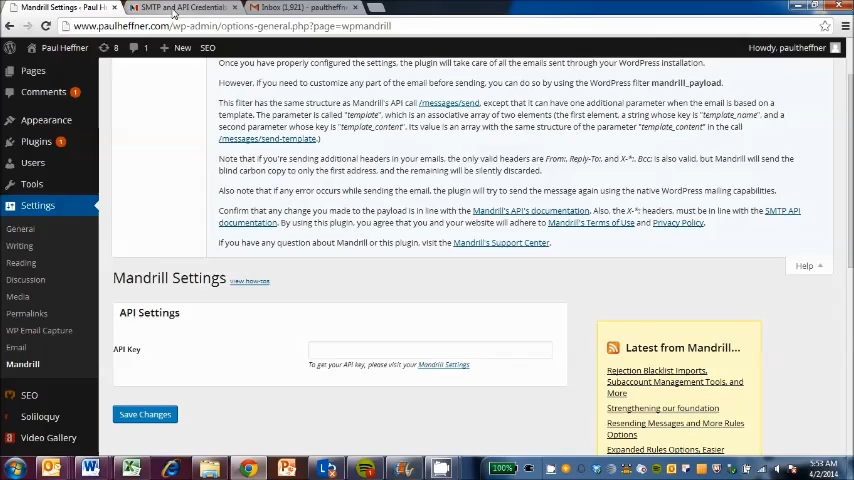 Mandrill Settings - Paul H
SMTP and API Credentials
Inbox (1,921) - paultheffner
www.paulheffner.com/wp-admin/options-general.php?page=wpmandrill
Paul Heffner 8 1 New SEO Howdy, paultheffner
Pages
Comments 1
Appearance
Plugins 1
Users
Tools
Settings
General
Writing
Reading
Discussion
Media
Permalinks
WP Email Capture
Email
Mandrill
SEO
Soliloquy
Video Gallery
Once you have properly configured the settings, the plugin will take care of all the emails sent through your WordPress installation.
However, if you need to customize any part of the email before sending, you can do so by using the WordPress filter mandrill_payload.
This filter has the same structure as Mandrill's API call /messages/send, except that it can have one additional parameter when the email is based on a
template. The parameter is called "template", which is an associative array of two elements (the first element, a string whose key is "template_name", and a
second parameter whose key is "template_content". Its value is an array with the same structure of the parameter "template_content" in the call
/messages/send-template.)
Note that if you're sending additional headers in your emails, the only valid headers are From:, Reply-To:, and X-*:. Bcc: is also valid, but Mandrill will send the
blind carbon copy to only the first address, and the remaining will be silently discarded.
Also note that if any error occurs while sending the email, the plugin will try to send the message again using the native WordPress mailing capabilities.
Confirm that any change you made to the payload is in line with the Mandrill's API's documentation. Also, the X-*: headers, must be in line with the SMTP API
documentation. By using this plugin, you agree that you and your website will adhere to Mandrill's Terms of Use and Privacy Policy.
If you have any question about Mandrill or this plugin, visit the Mandrill's Support Center.
Help
Mandrill Settings view how-tos
API Settings
API Key
To get your API key, please visit your Mandrill Settings
Save Changes
Latest from Mandrill...
Rejection Blacklist Imports,
Subaccount Management Tools, and
More
Strengthening our foundation
Resending Messages and More Rules
Options
Expanded Rules Options, Easier
100%
5:53 AM
4/2/2014